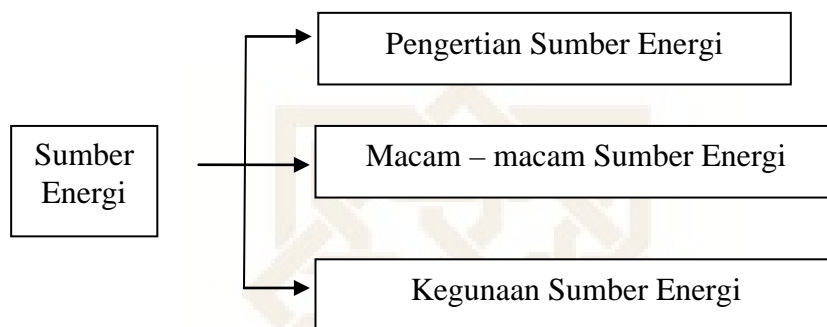 Pengertian Sumber Energi
Sumber
Energi
Macam – macam Sumber Energi
Kegunaan Sumber Energi